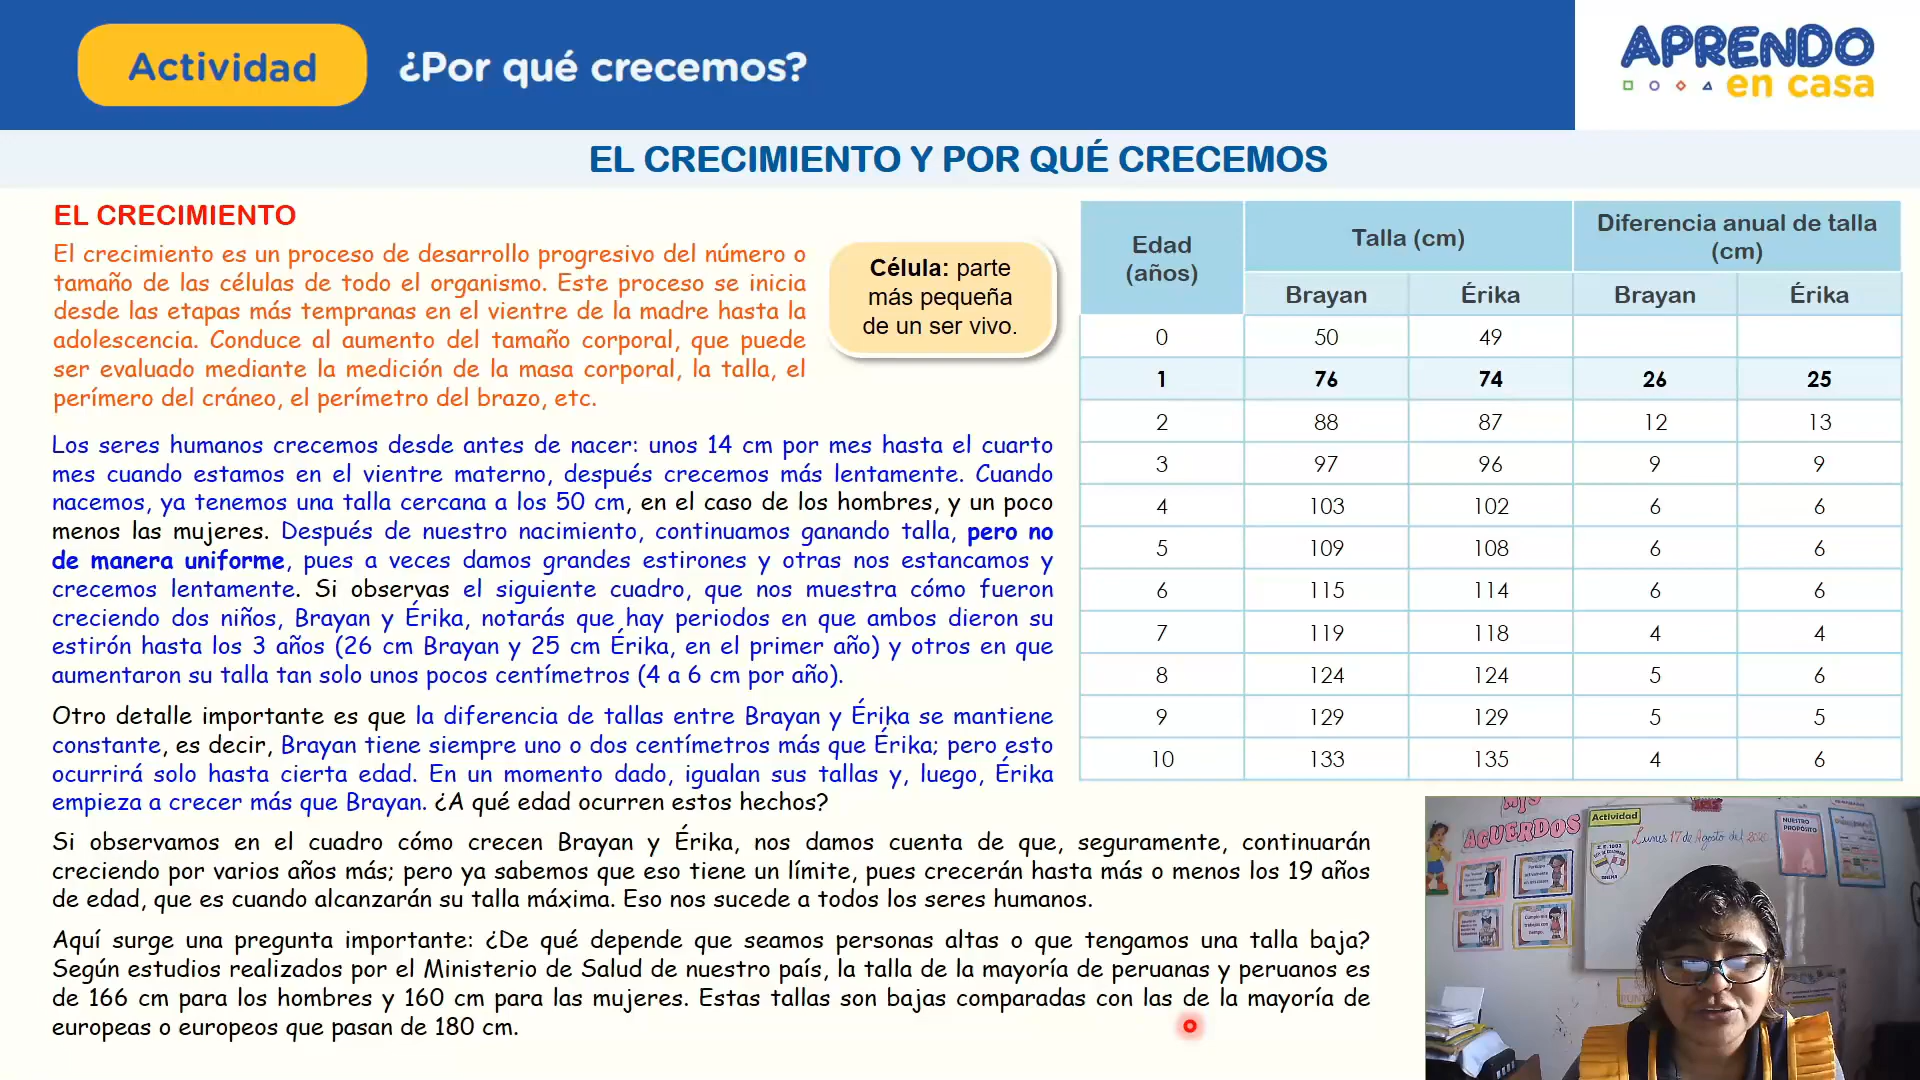 Actividad
¿Por qué crecemos?
APRENDO
en casa
EL CRECIMIENTO Y POR QUÉ CRECEMOS
EL CRECIMIENTO
El crecimiento es un proceso de desarrollo progresivo del número o
tamaño de las células de todo el organismo. Este proceso se inicia
desde las etapas más tempranas en el vientre de la madre hasta la
adolescencia. Conduce al aumento del tamaño corporal, que puede
ser evaluado mediante la medición de la masa corporal, la talla, el
perímero del cráneo, el perímetro del brazo, etc.
Célula: parte
más pequeña
de un ser vivo.
Los seres humanos crecemos desde antes de nacer: unos 14 cm por mes hasta el cuarto
mes cuando estamos en el vientre materno, después crecemos más lentamente. Cuando
nacemos, ya tenemos una talla cercana a los 50 cm, en el caso de los hombres, y un poco
menos las mujeres. Después de nuestro nacimiento, continuamos ganando talla, pero no
de manera uniforme, pues a veces damos grandes estirones y otras nos estancamos y
crecemos lentamente. Si observas el siguiente cuadro, que nos muestra cómo fueron
creciendo dos niños, Brayan y Érika, notarás que hay periodos en que ambos dieron su
estirón hasta los 3 años (26 cm Brayan y 25 cm Érika, en el primer año) y otros en que
aumentaron su talla tan solo unos pocos centímetros (4 a 6 cm por año).
Otro detalle importante es que la diferencia de tallas entre Brayan y Érika se mantiene
constante, es decir, Brayan tiene siempre uno o dos centímetros más que Érika; pero esto
ocurrirá solo hasta cierta edad. En un momento dado, igualan sus tallas y, luego, Érika
empieza a crecer más que Brayan. ¿A qué edad ocurren estos hechos?
Si observamos en el cuadro cómo crecen Brayan y Érika, nos damos cuenta de que, seguramente, continuarán
creciendo por varios años más; pero ya sabemos que eso tiene un límite, pues crecerán hasta más o menos los 19 años
de edad, que es cuando alcanzarán su talla máxima. Eso nos sucede a todos los seres humanos.
Aquí surge una pregunta importante: ¿De qué depende que seamos personas altas o que tengamos una talla baja?
Según estudios realizados por el Ministerio de Salud de nuestro país, la talla de la mayoría de peruanas y peruanos es
de 166 cm para los hombres y 160 cm para las mujeres. Estas tallas son bajas comparadas con las de la mayoría de
europeas o europeos que pasan de 180 cm.
Edad (años) Talla (cm) Diferencia anual de talla (cm)
Brayan Érika Brayan Érika
0 50 49
1 76 74 26 25
2 88 87 12 13
3 97 96 9 9
4 103 102 6 6
5 109 108 6 6
6 115 114 6 6
7 119 118 4 4
8 124 124 5 6
9 129 129 5 5
10 133 135 4 6
MIS
ACUERDOS
Actividad
Lunes 17 de Agosto del
NUESTRO
PROPÓSITO